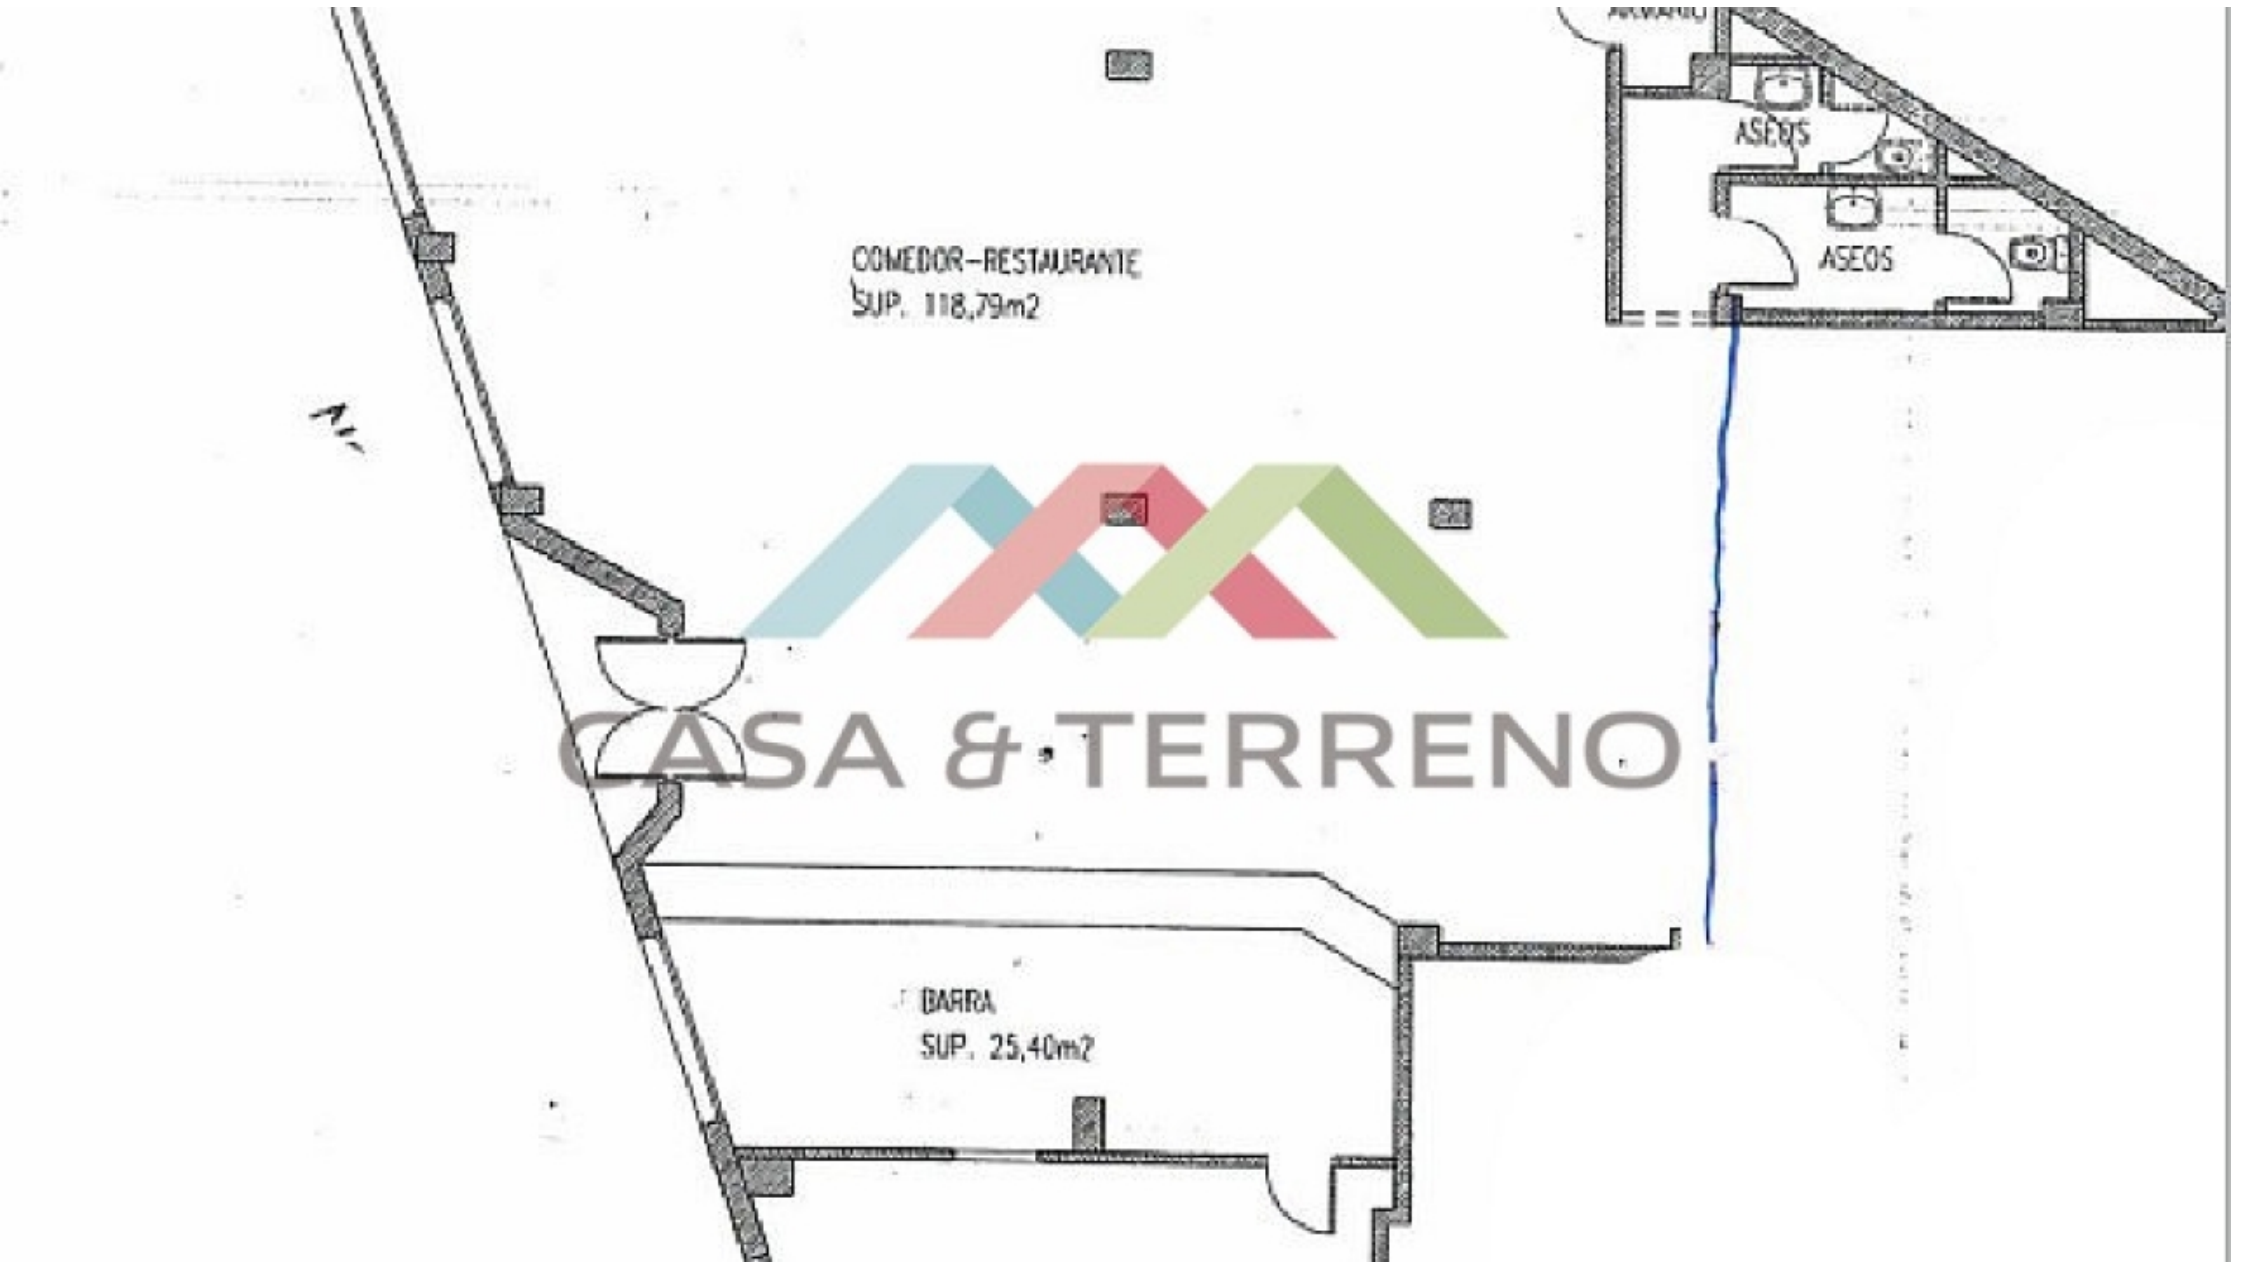 ARMARIO
ASEOS
ASEOS
COMEDOR-RESTAURANTE
SUP. 118,79m2
CASA & TERRENO
BARRA
SUP. 25,40m2